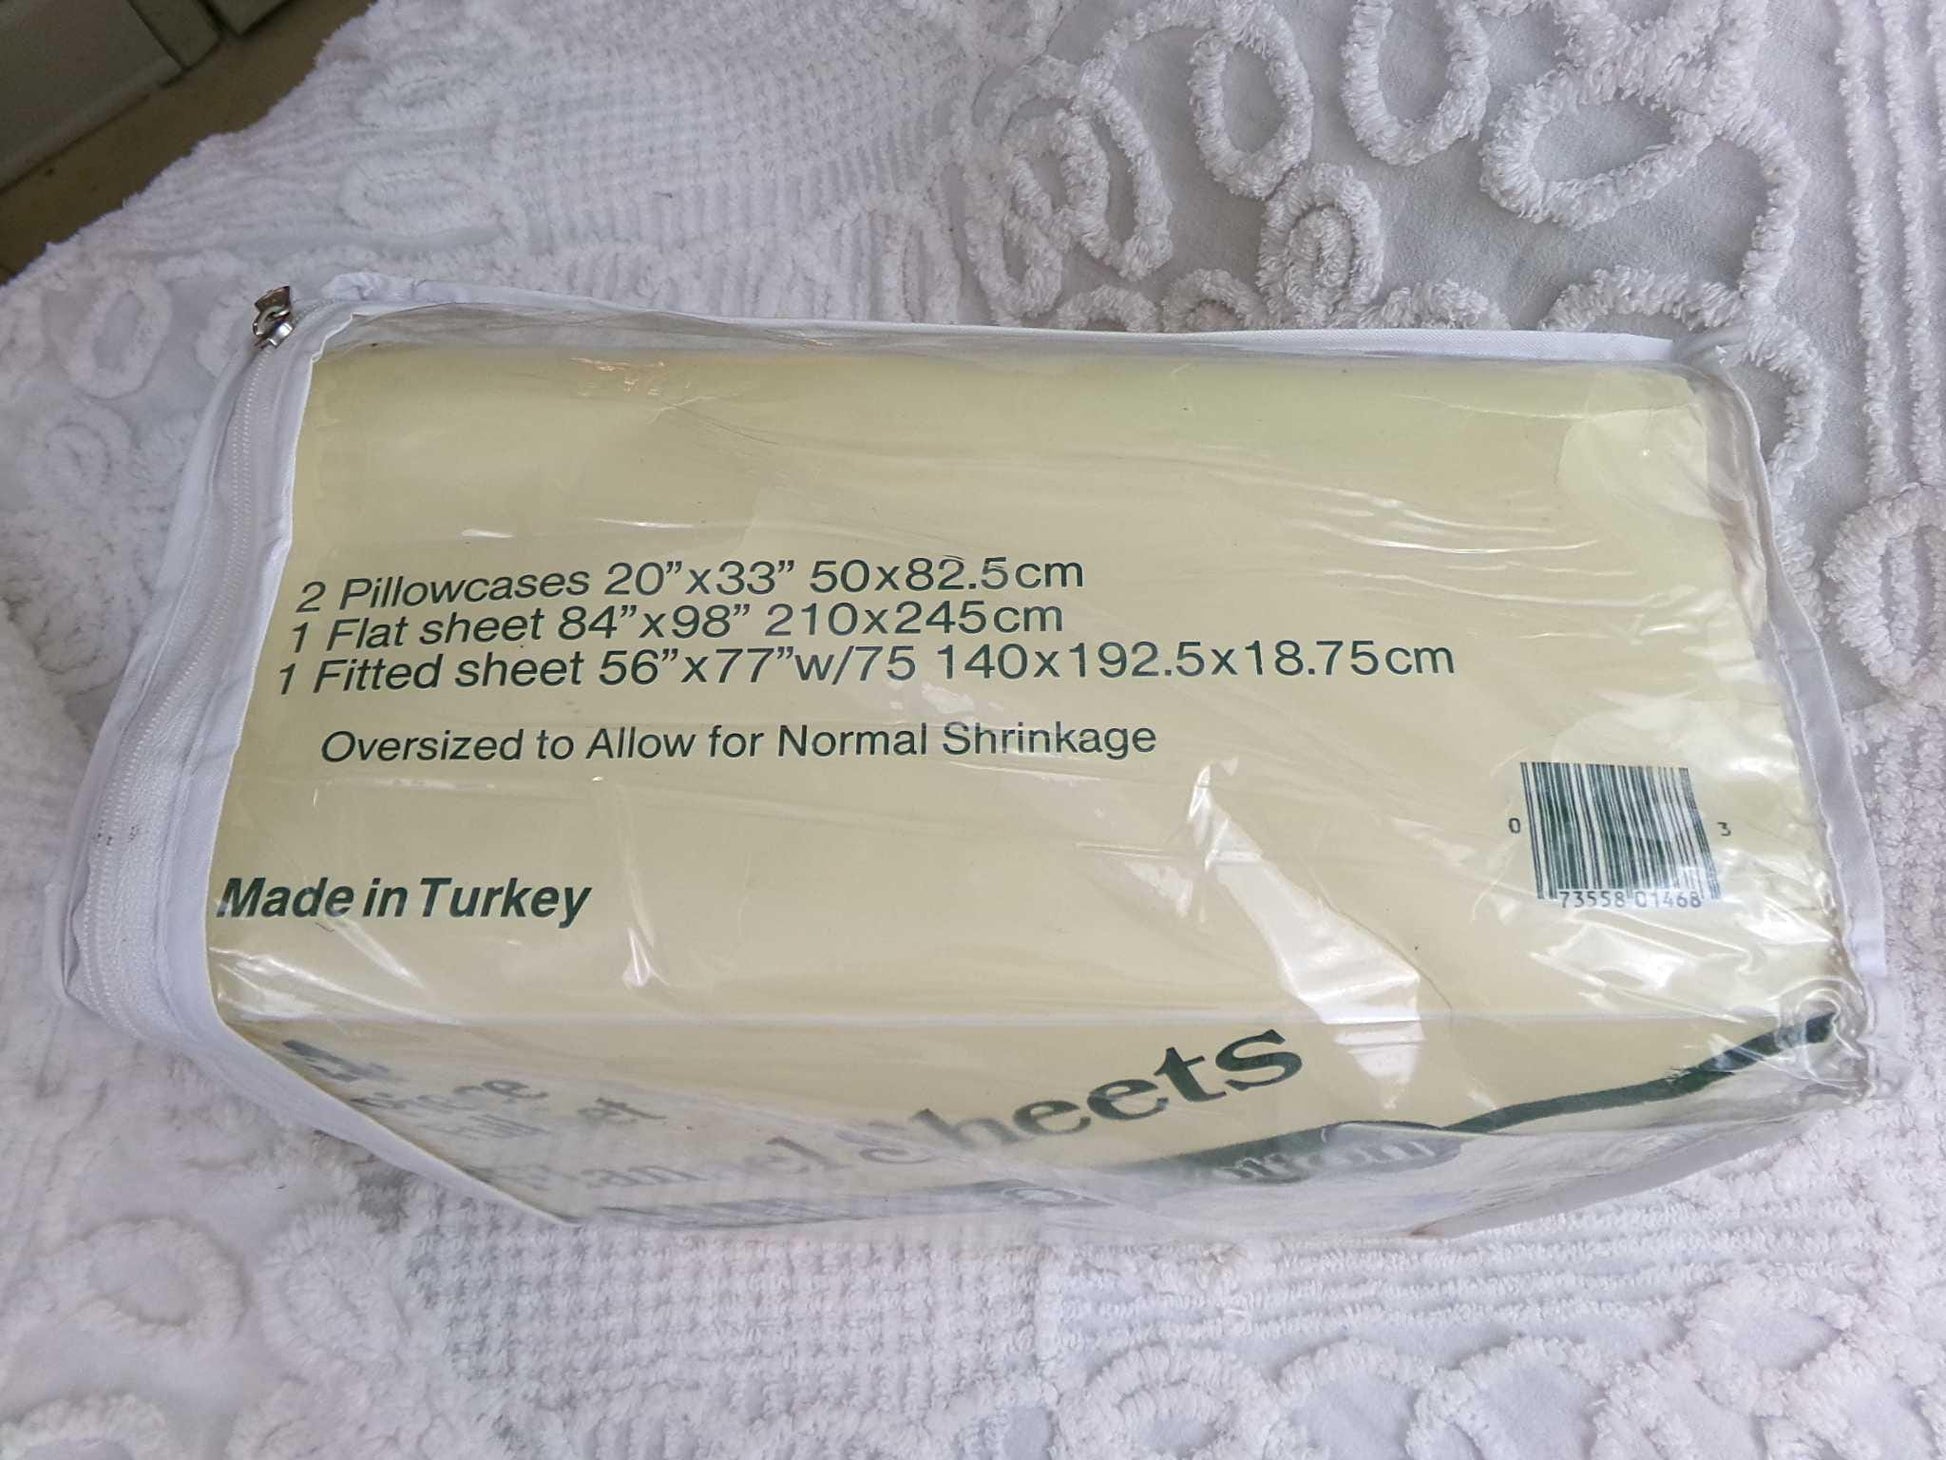 2 Pillowcases 20”x33” 50x82.5cm
1 Flat sheet 84”x98” 210x245cm
1 Fitted sheet 56”x77”w/75 140x192.5x18.75cm
Oversized to Allow for Normal Shrinkage
0 73558 01468 3
Made in Turkey
Sheets